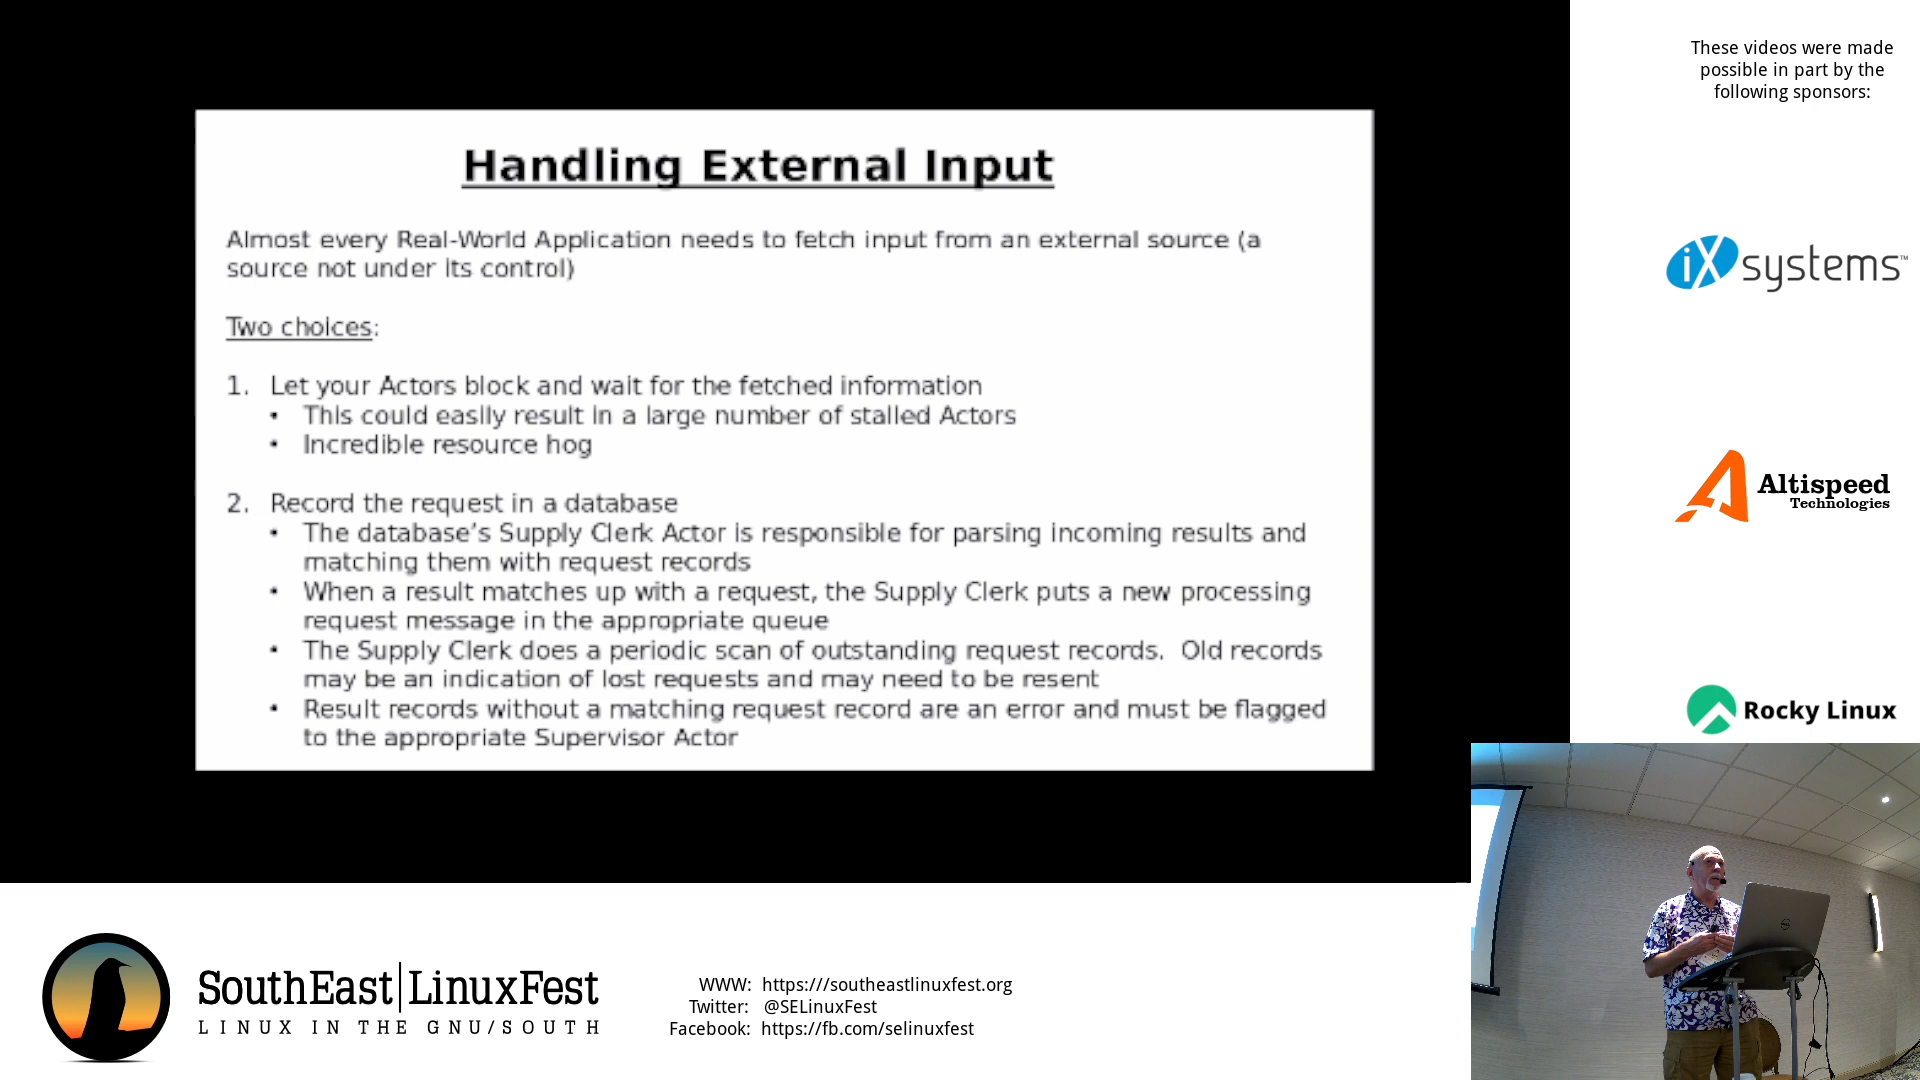 Handling External Input
Almost every Real-World Application needs to fetch input from an external source (a
source not under its control)
Two choices:
1. Let your Actors block and wait for the fetched information
• This could easily result in a large number of stalled Actors
• Incredible resource hog
2. Record the request in a database
• The database's Supply Clerk Actor is responsible for parsing incoming results and
matching them with request records
• When a result matches up with a request, the Supply Clerk puts a new processing
request message in the appropriate queue
• The Supply Clerk does a periodic scan of outstanding request records.  Old records
may be an indication of lost requests and may need to be resent
• Result records without a matching request record are an error and must be flagged
to the appropriate Supervisor Actor
These videos were made
possible in part by the
following sponsors:
iX systems™
Altispeed
Technologies
Rocky Linux
SouthEast|LinuxFest
LINUX IN THE GNU/SOUTH
WWW: https:///southeastlinuxfest.org
Twitter: @SELinuxFest
Facebook: https://fb.com/selinuxfest
DELL